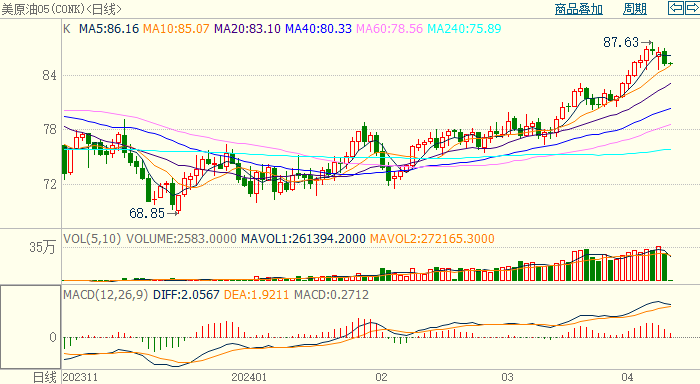 美原油05(CONK)<日线> 商品叠加 周期
K MA5:86.16 MA10:85.07 MA20:83.10 MA40:80.33 MA60:78.56 MA240:75.89
87.63
84
78
72
68.85
VOL(5,10) VOLUME:2583.0000 MAVOL1:261394.2000 MAVOL2:272165.3000
35万
MACD(12,26,9) DIFF:2.0567 DEA:1.9211 MACD:0.2712
0
日线 202311 202401 02 03 04